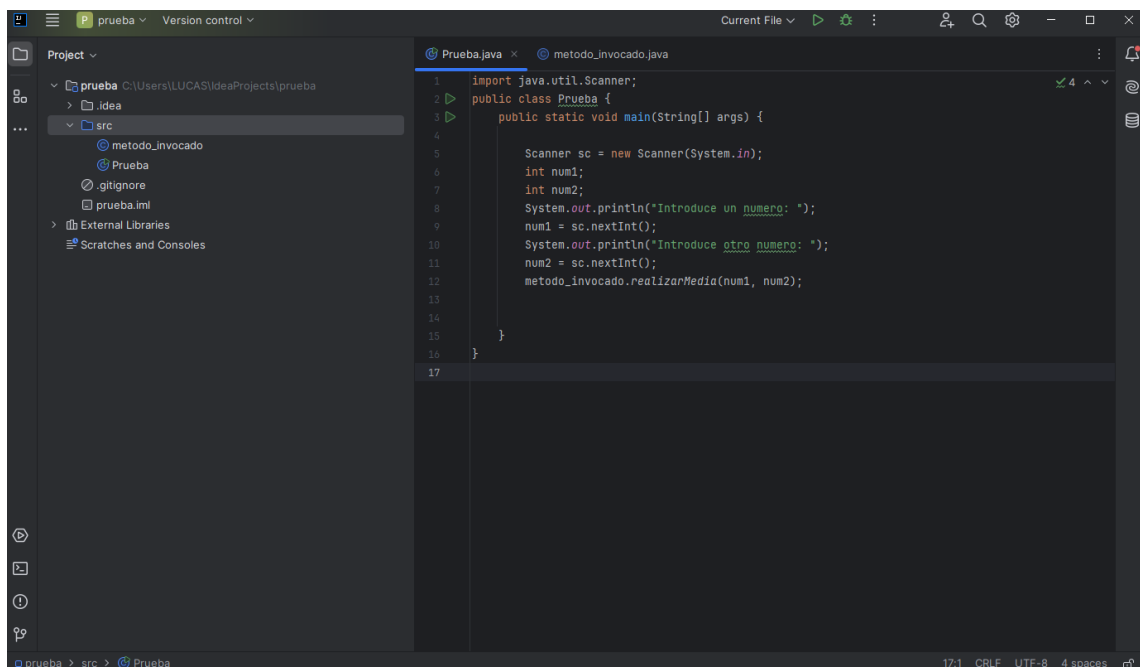 prueba Version control Current File
Project
Prueba.java metodo_invocado.java
prueba C:\Users\LUCAS\IdeaProjects\prueba
.idea
src
metodo_invocado
Prueba
.gitignore
prueba.iml
External Libraries
Scratches and Consoles
1 import java.util.Scanner;
2 public class Prueba {
3 public static void main(String[] args) {
4
5 Scanner sc = new Scanner(System.in);
6 int num1;
7 int num2;
8 System.out.println("Introduce un numero: ");
9 num1 = sc.nextInt();
10 System.out.println("Introduce otro numero: ");
11 num2 = sc.nextInt();
12 metodo_invocado.realizarMedia(num1, num2);
13
14
15 }
16 }
17
4
prueba > src > Prueba 17:1 CRLF UTF-8 4 spaces